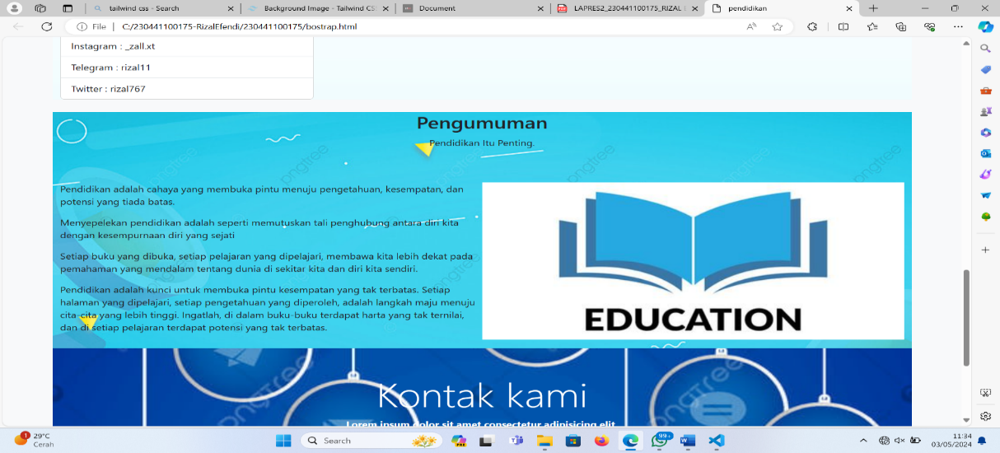 tailwind css - Search
Background Image - Tailwind CS
Document
LAPRES2_230441100175_RIZAL
pendidikan
File | C:/230441100175-RizalEfendi/230441100175/bostrap.html
Instagram : _zall.xt
Telegram : rizal11
Twitter : rizal767
Pengumuman
Pendidikan Itu Penting.
Pendidikan adalah cahaya yang membuka pintu menuju pengetahuan, kesempatan, dan
potensi yang tiada batas.
Menyepelekan pendidikan adalah seperti memutuskan tali penghubung antara diri kita
dengan kesempurnaan diri yang sejati
Setiap buku yang dibuka, setiap pelajaran yang dipelajari, membawa kita lebih dekat pada
pemahaman yang mendalam tentang dunia di sekitar kita dan diri kita sendiri.
Pendidikan adalah kunci untuk membuka pintu kesempatan yang tak terbatas. Setiap
halaman yang dipelajari, setiap pengetahuan yang diperoleh, adalah langkah maju menuju
cita-cita yang lebih tinggi. Ingatlah, di dalam buku-buku terdapat harta yang tak ternilai,
dan di setiap pelajaran terdapat potensi yang tak terbatas.
EDUCATION
Kontak kami
Lorem ipsum dolor sit amet consectetur adipisicing elit
1
29°C
Cerah
Search
PRE
99+
11:34
03/05/2024